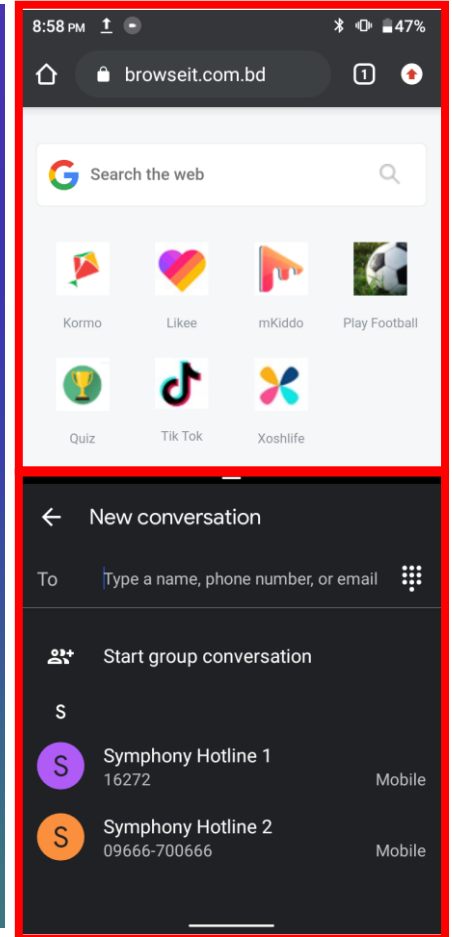 8:58 PM 47%
browseit.com.bd 1
Search the web
Kormo Likee mKiddo Play Football
Quiz Tik Tok Xoshlife
New conversation
To Type a name, phone number, or email
Start group conversation
S
S Symphony Hotline 1
16272 Mobile
S Symphony Hotline 2
09666-700666 Mobile